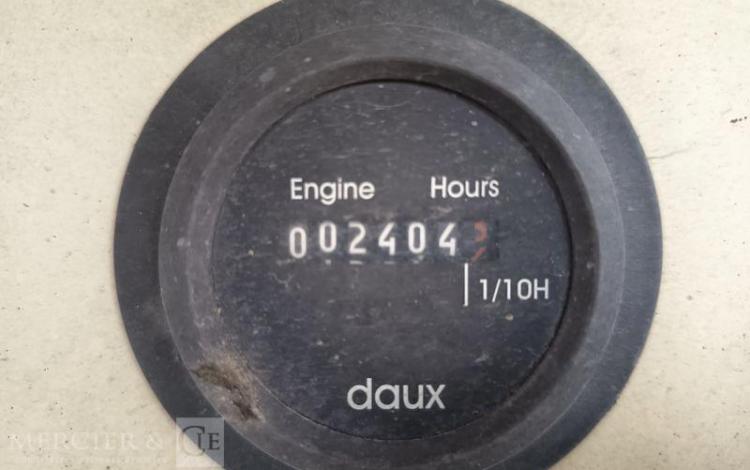 Engine Hours
002404
1/10H
daux
MERCIER & CIE